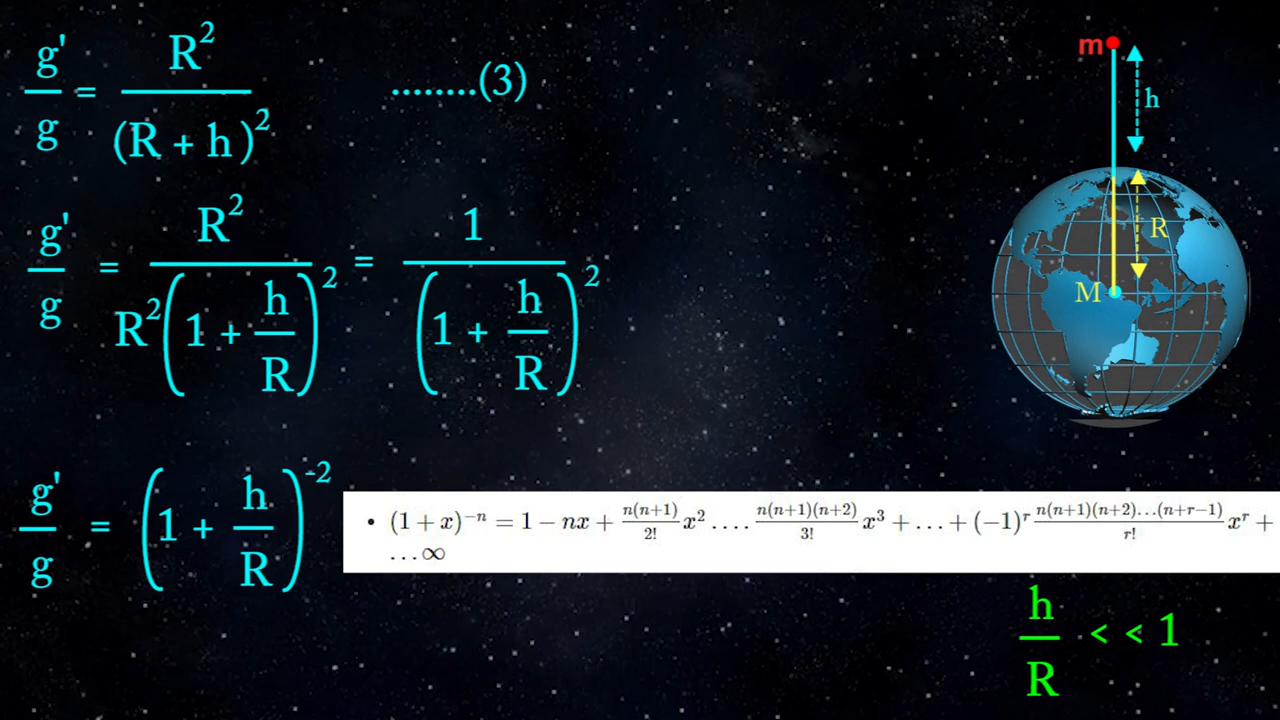 g'/g = R²/(R + h)² ........(3)
g'/g = R²/R²(1 + h/R)² = 1/(1 + h/R)²
g'/g = (1 + h/R)⁻²
• (1 + x)⁻ⁿ = 1 − nx + n(n+1)/2! x² .... n(n+1)(n+2)/3! x³ + ... + (−1)ʳ n(n+1)(n+2)...(n+r−1)/r! xʳ +
... ∞
h/R < < 1
m
h
R
M